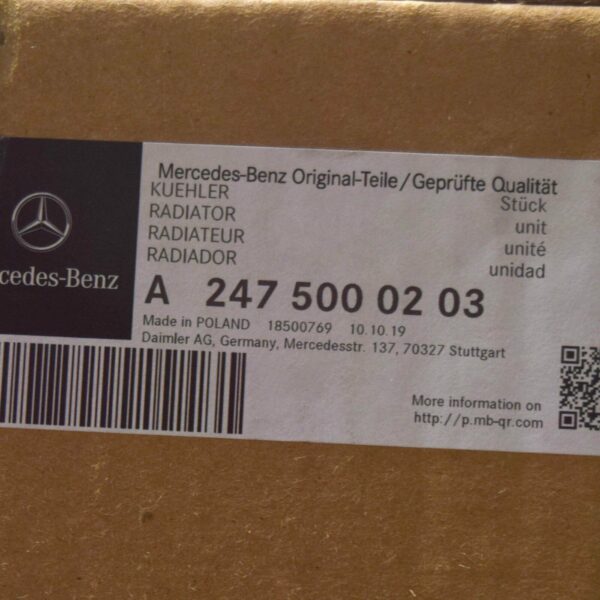 Mercedes-Benz Original-Teile/Geprüfte Qualität
KUEHLER
RADIATOR
RADIATEUR
RADIADOR
Stück
unit
unité
unidad
cedes-Benz
A 247 500 02 03
Made in POLAND 18500769 10.10.19
Daimler AG, Germany, Mercedesstr. 137, 70327 Stuttgart
More information on
http://p.mb-qr.com